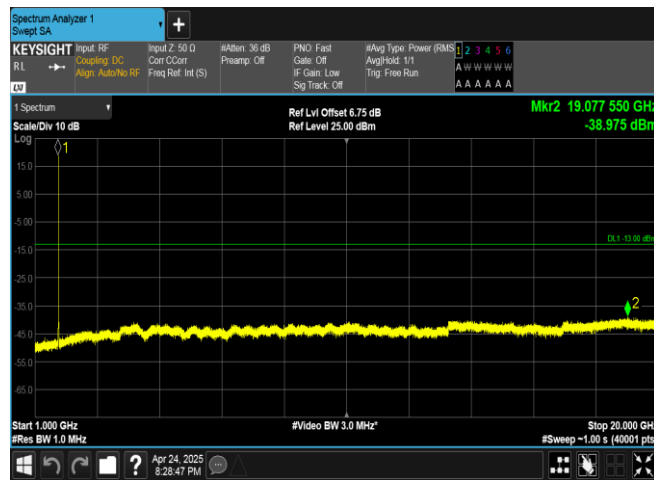 Spectrum Analyzer 1
Swept SA
+
KEYSIGHT
RL
LXI
Input: RF
Coupling: DC
Align: Auto/No RF
Input Z: 50 Ω
Corr CCorr
Freq Ref: Int (S)
#Atten: 36 dB
Preamp: Off
PNO: Fast
Gate: Off
IF Gain: Low
Sig Track: Off
#Avg Type: Power (RMS
Avg|Hold: 1/1
Trig: Free Run
1 2 3 4 5 6
A W W W W W
A A A A A A
1 Spectrum
Scale/Div 10 dB
Log
Ref Lvl Offset 6.75 dB
Ref Level 25.00 dBm
Mkr2 19.077 550 GHz
-38.975 dBm
1
15.0
5.00
-5.00
DL1 -13.00 dBm
-15.0
-25.0
-35.0
2
-45.0
-55.0
-65.0
Start 1.000 GHz
#Res BW 1.0 MHz
#Video BW 3.0 MHz*
Stop 20.000 GHz
#Sweep ~1.00 s (40001 pts
?
Apr 24, 2025
8:28:47 PM